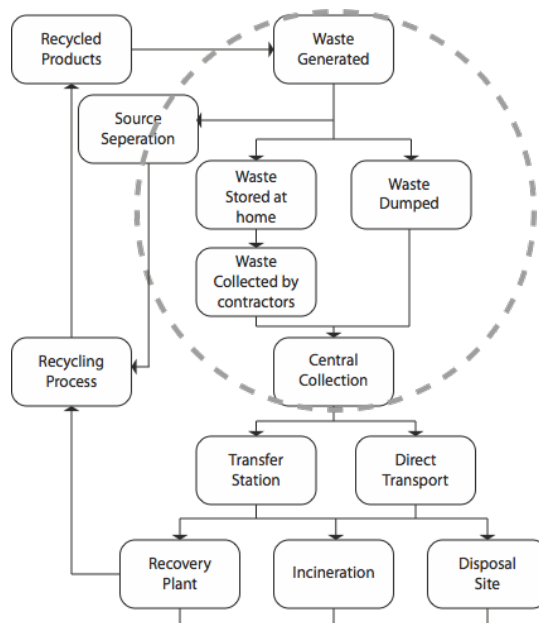 Recycled
Products
Waste
Generated
Source
Seperation
Waste
Stored at
home
Waste
Dumped
Waste
Collected by
contractors
Recycling
Process
Central
Collection
Transfer
Station
Direct
Transport
Recovery
Plant
Incineration
Disposal
Site